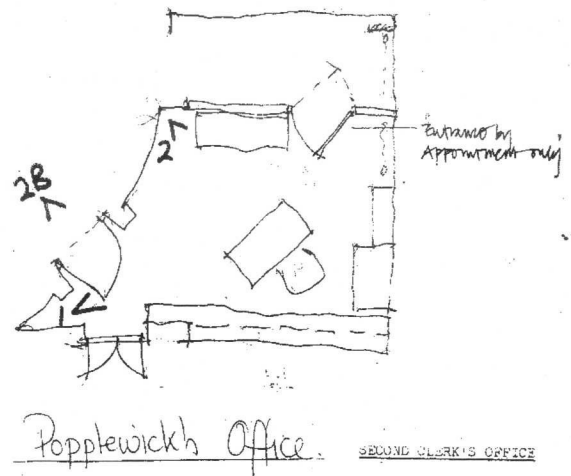 Entrance by
Appointment only
2
2B
1
Popplewick's Office.
SECOND CLERK'S OFFICE